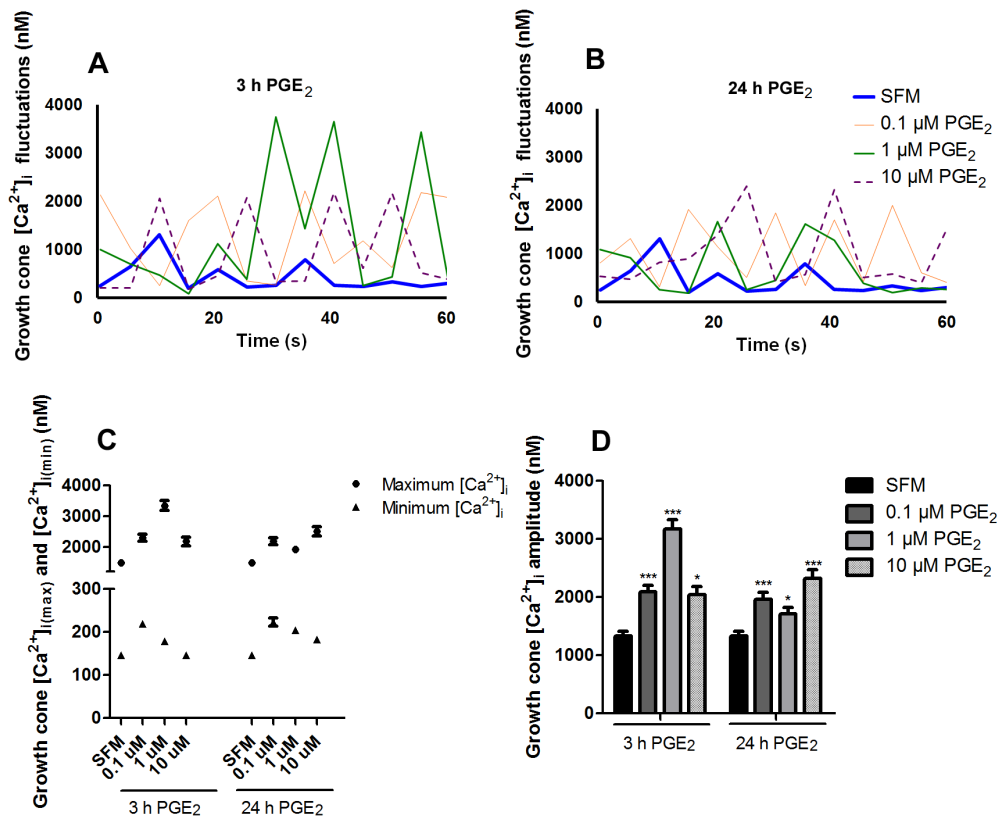 A
3 h PGE₂
Growth cone [Ca²⁺]ᵢ fluctuations (nM)
4000
3000
2000
1000
0
0
20
40
60
Time (s)
B
24 h PGE₂
Growth cone [Ca²⁺]ᵢ fluctuations (nM)
4000
3000
2000
1000
0
0
20
40
60
Time (s)
SFM
0.1 µM PGE₂
1 µM PGE₂
10 µM PGE₂
C
Growth cone [Ca²⁺]i(max) and [Ca²⁺]i(min) (nM)
4000
3000
2000
300
200
100
0
Maximum [Ca²⁺]ᵢ
Minimum [Ca²⁺]ᵢ
SFM
0.1 uM
1 uM
10 uM
SFM
0.1 uM
1 uM
10 uM
3 h PGE₂
24 h PGE₂
D
Growth cone [Ca²⁺]ᵢ amplitude (nM)
4000
3000
2000
1000
0
***
***
*
***
*
***
3 h PGE₂
24 h PGE₂
SFM
0.1 µM PGE₂
1 µM PGE₂
10 µM PGE₂